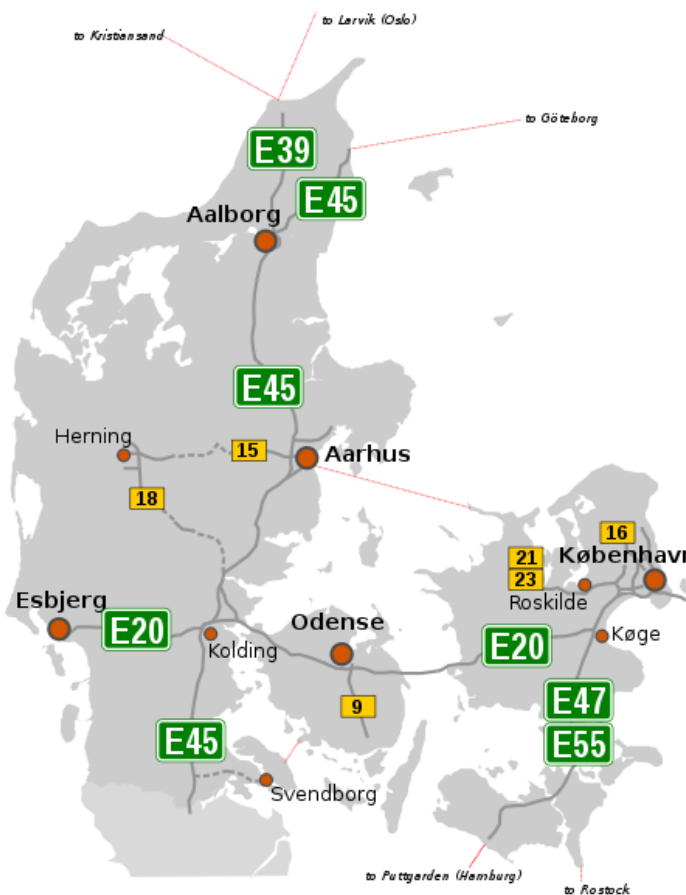 to Larvik (Oslo)
to Kristiansand
to Göteborg
E39
E45
Aalborg
E45
Herning
15
Aarhus
18
16
21
København
23
Roskilde
Esbjerg
E20
Kolding
Odense
E20
Køge
E47
9
E45
E55
Svendborg
to Puttgarden (Hamburg)
to Rostock